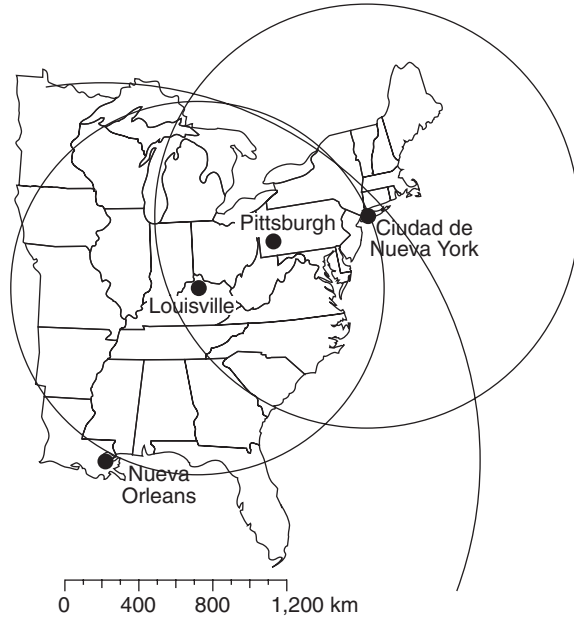 Pittsburgh
Ciudad de
Nueva York
Louisville
Nueva
Orleans
0 400 800 1,200 km